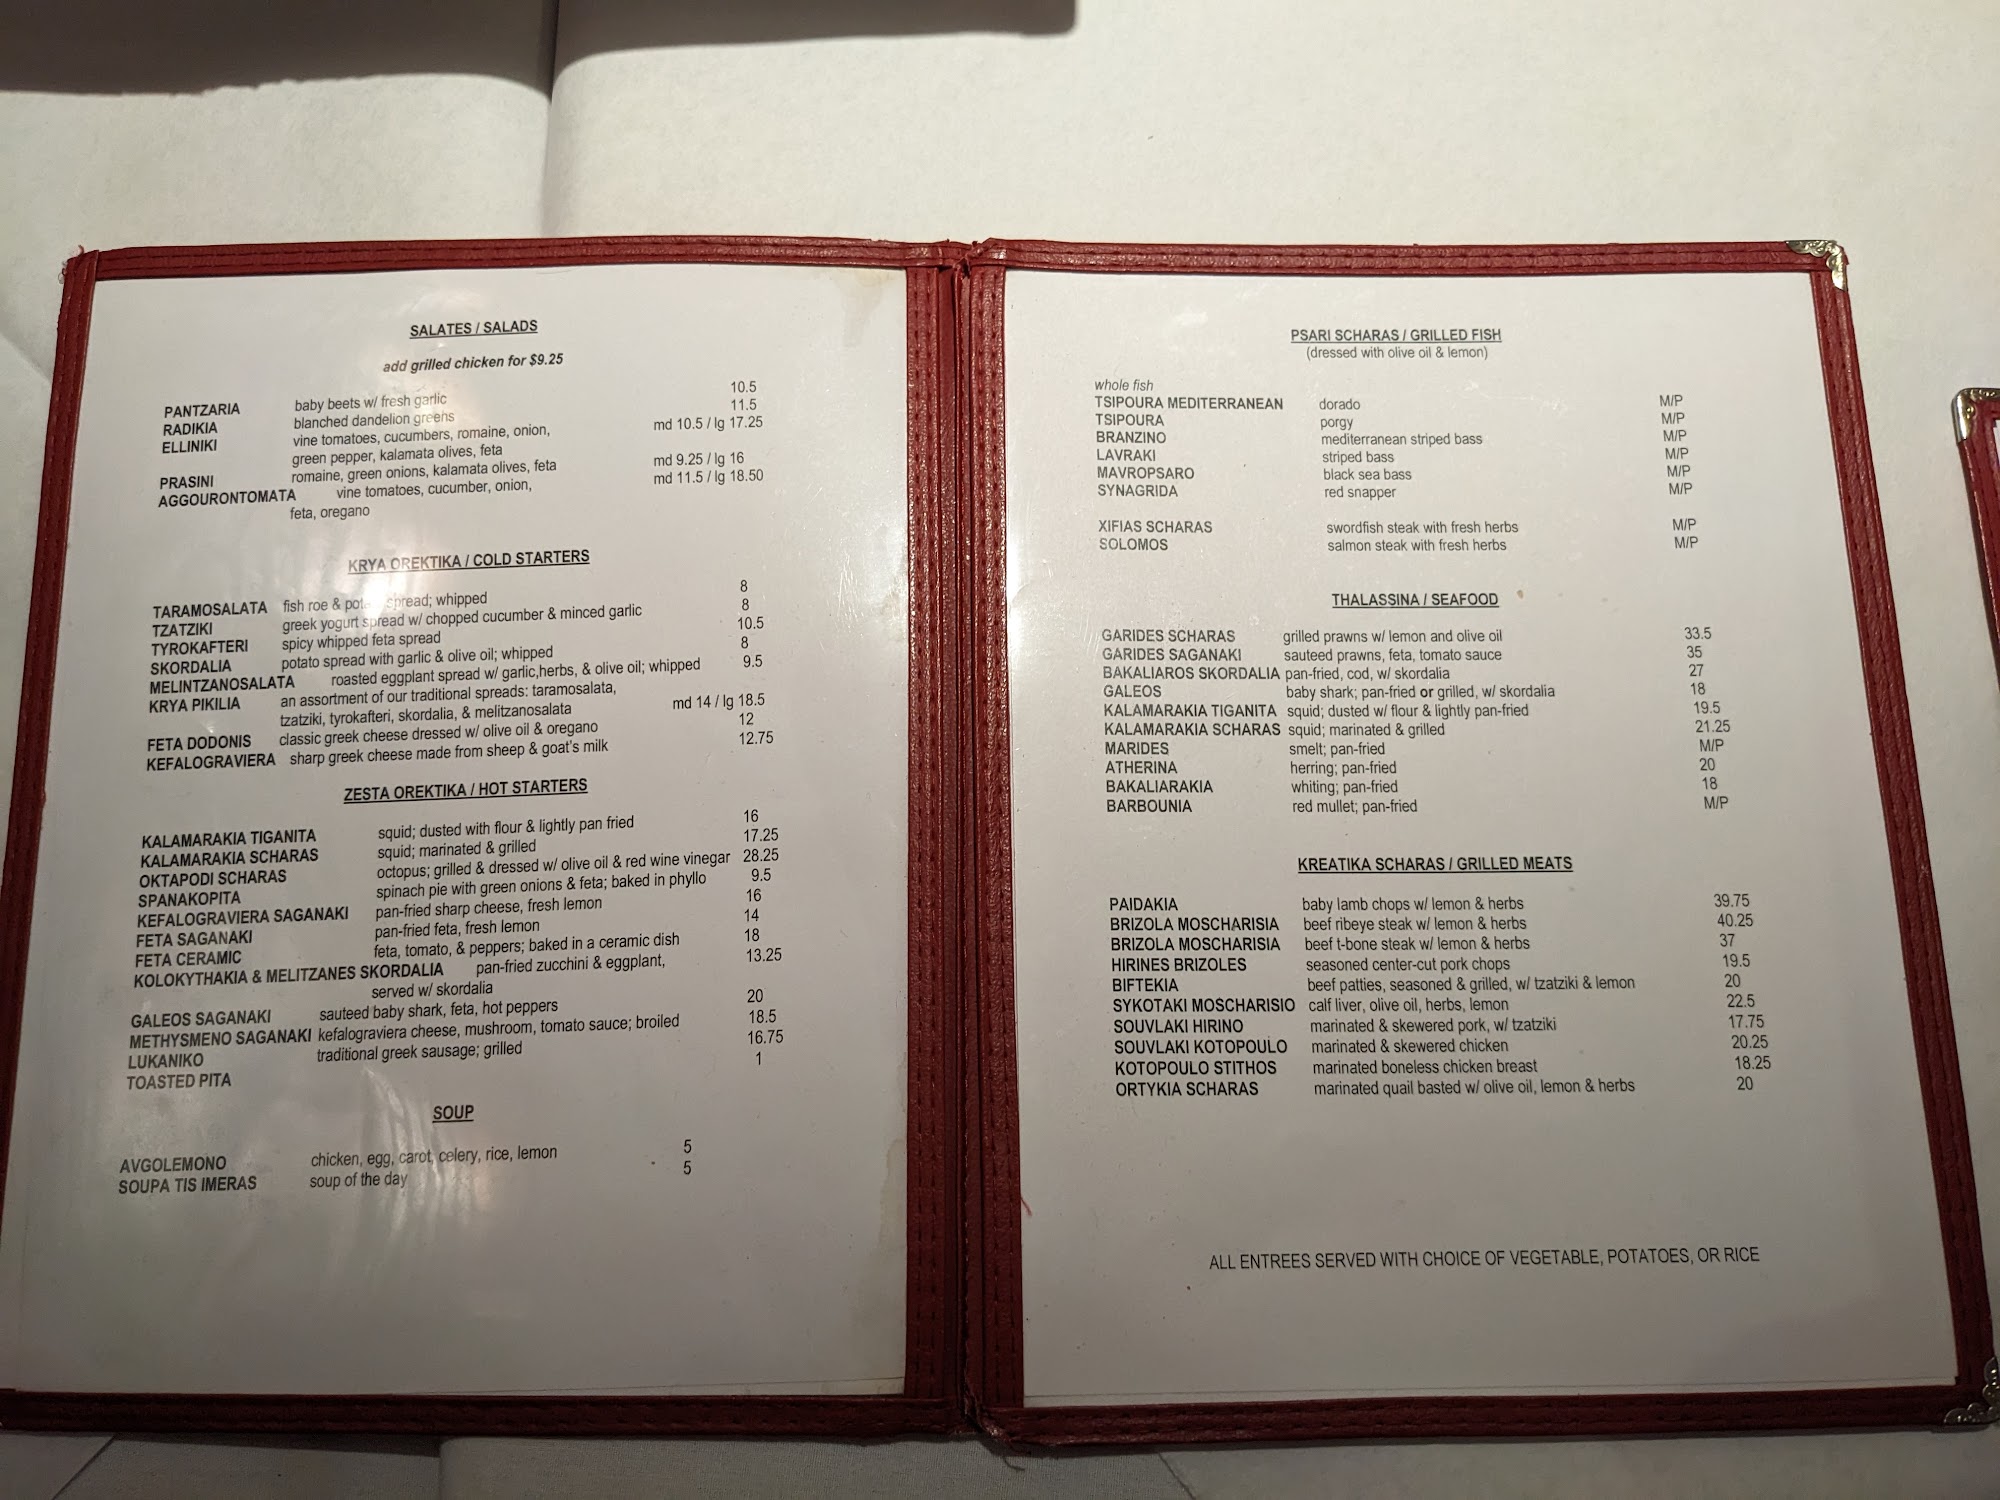 SALATES / SALADS
add grilled chicken for $9.25
PANTZARIA baby beets w/ fresh garlic 10.5
RADIKIA blanched dandelion greens 11.5
ELLINIKI vine tomatoes, cucumbers, romaine, onion, md 10.5 / lg 17.25
green pepper, kalamata olives, feta
PRASINI romaine, green onions, kalamata olives, feta md 9.25 / lg 16
AGGOURONTOMATA vine tomatoes, cucumber, onion, md 11.5 / lg 18.50
feta, oregano
KRYA OREKTIKA / COLD STARTERS
TARAMOSALATA fish roe & spread; whipped 8
TZATZIKI greek yogurt spread w/ chopped cucumber & minced garlic 8
TYROKAFTERI spicy whipped feta spread 10.5
SKORDALIA potato spread with garlic & olive oil; whipped 8
MELINTZANOSALATA roasted eggplant spread w/ garlic,herbs, & olive oil; whipped 9.5
KRYA PIKILIA an assortment of our traditional spreads: taramosalata,
tzatziki, tyrokafteri, skordalia, & melitzanosalata md 14 / lg 18.5
FETA DODONIS classic greek cheese dressed w/ olive oil & oregano 12
KEFALOGRAVIERA sharp greek cheese made from sheep & goat's milk 12.75
ZESTA OREKTIKA / HOT STARTERS
KALAMARAKIA TIGANITA squid; dusted with flour & lightly pan fried 16
KALAMARAKIA SCHARAS squid; marinated & grilled 17.25
OKTAPODI SCHARAS octopus; grilled & dressed w/ olive oil & red wine vinegar 28.25
SPANAKOPITA spinach pie with green onions & feta; baked in phyllo 9.5
KEFALOGRAVIERA SAGANAKI pan-fried sharp cheese, fresh lemon 16
FETA SAGANAKI pan-fried feta, fresh lemon 14
FETA CERAMIC feta, tomato, & peppers; baked in a ceramic dish 18
KOLOKYTHAKIA & MELITZANES SKORDALIA pan-fried zucchini & eggplant, 13.25
served w/ skordalia
GALEOS SAGANAKI sauteed baby shark, feta, hot peppers 20
METHYSMENO SAGANAKI kefalograviera cheese, mushroom, tomato sauce; broiled 18.5
LUKANIKO traditional greek sausage; grilled 16.75
TOASTED PITA 1
SOUP
AVGOLEMONO chicken, egg, carot, celery, rice, lemon 5
SOUPA TIS IMERAS soup of the day 5
PSARI SCHARAS / GRILLED FISH
(dressed with olive oil & lemon)
whole fish
TSIPOURA MEDITERRANEAN dorado M/P
TSIPOURA porgy M/P
BRANZINO mediterranean striped bass M/P
LAVRAKI striped bass M/P
MAVROPSARO black sea bass M/P
SYNAGRIDA red snapper M/P
XIFIAS SCHARAS swordfish steak with fresh herbs M/P
SOLOMOS salmon steak with fresh herbs M/P
THALASSINA / SEAFOOD
GARIDES SCHARAS grilled prawns w/ lemon and olive oil 33.5
GARIDES SAGANAKI sauteed prawns, feta, tomato sauce 35
BAKALIAROS SKORDALIA pan-fried, cod, w/ skordalia 27
GALEOS baby shark; pan-fried or grilled, w/ skordalia 18
KALAMARAKIA TIGANITA squid; dusted w/ flour & lightly pan-fried 19.5
KALAMARAKIA SCHARAS squid; marinated & grilled 21.25
MARIDES smelt; pan-fried M/P
ATHERINA herring; pan-fried 20
BAKALIARAKIA whiting; pan-fried 18
BARBOUNIA red mullet; pan-fried M/P
KREATIKA SCHARAS / GRILLED MEATS
PAIDAKIA baby lamb chops w/ lemon & herbs 39.75
BRIZOLA MOSCHARISIA beef ribeye steak w/ lemon & herbs 40.25
BRIZOLA MOSCHARISIA beef t-bone steak w/ lemon & herbs 37
HIRINES BRIZOLES seasoned center-cut pork chops 19.5
BIFTEKIA beef patties, seasoned & grilled, w/ tzatziki & lemon 20
SYKOTAKI MOSCHARISIO calf liver, olive oil, herbs, lemon 22.5
SOUVLAKI HIRINO marinated & skewered pork, w/ tzatziki 17.75
SOUVLAKI KOTOPOULO marinated & skewered chicken 20.25
KOTOPOULO STITHOS marinated boneless chicken breast 18.25
ORTYKIA SCHARAS marinated quail basted w/ olive oil, lemon & herbs 20
ALL ENTREES SERVED WITH CHOICE OF VEGETABLE, POTATOES, OR RICE